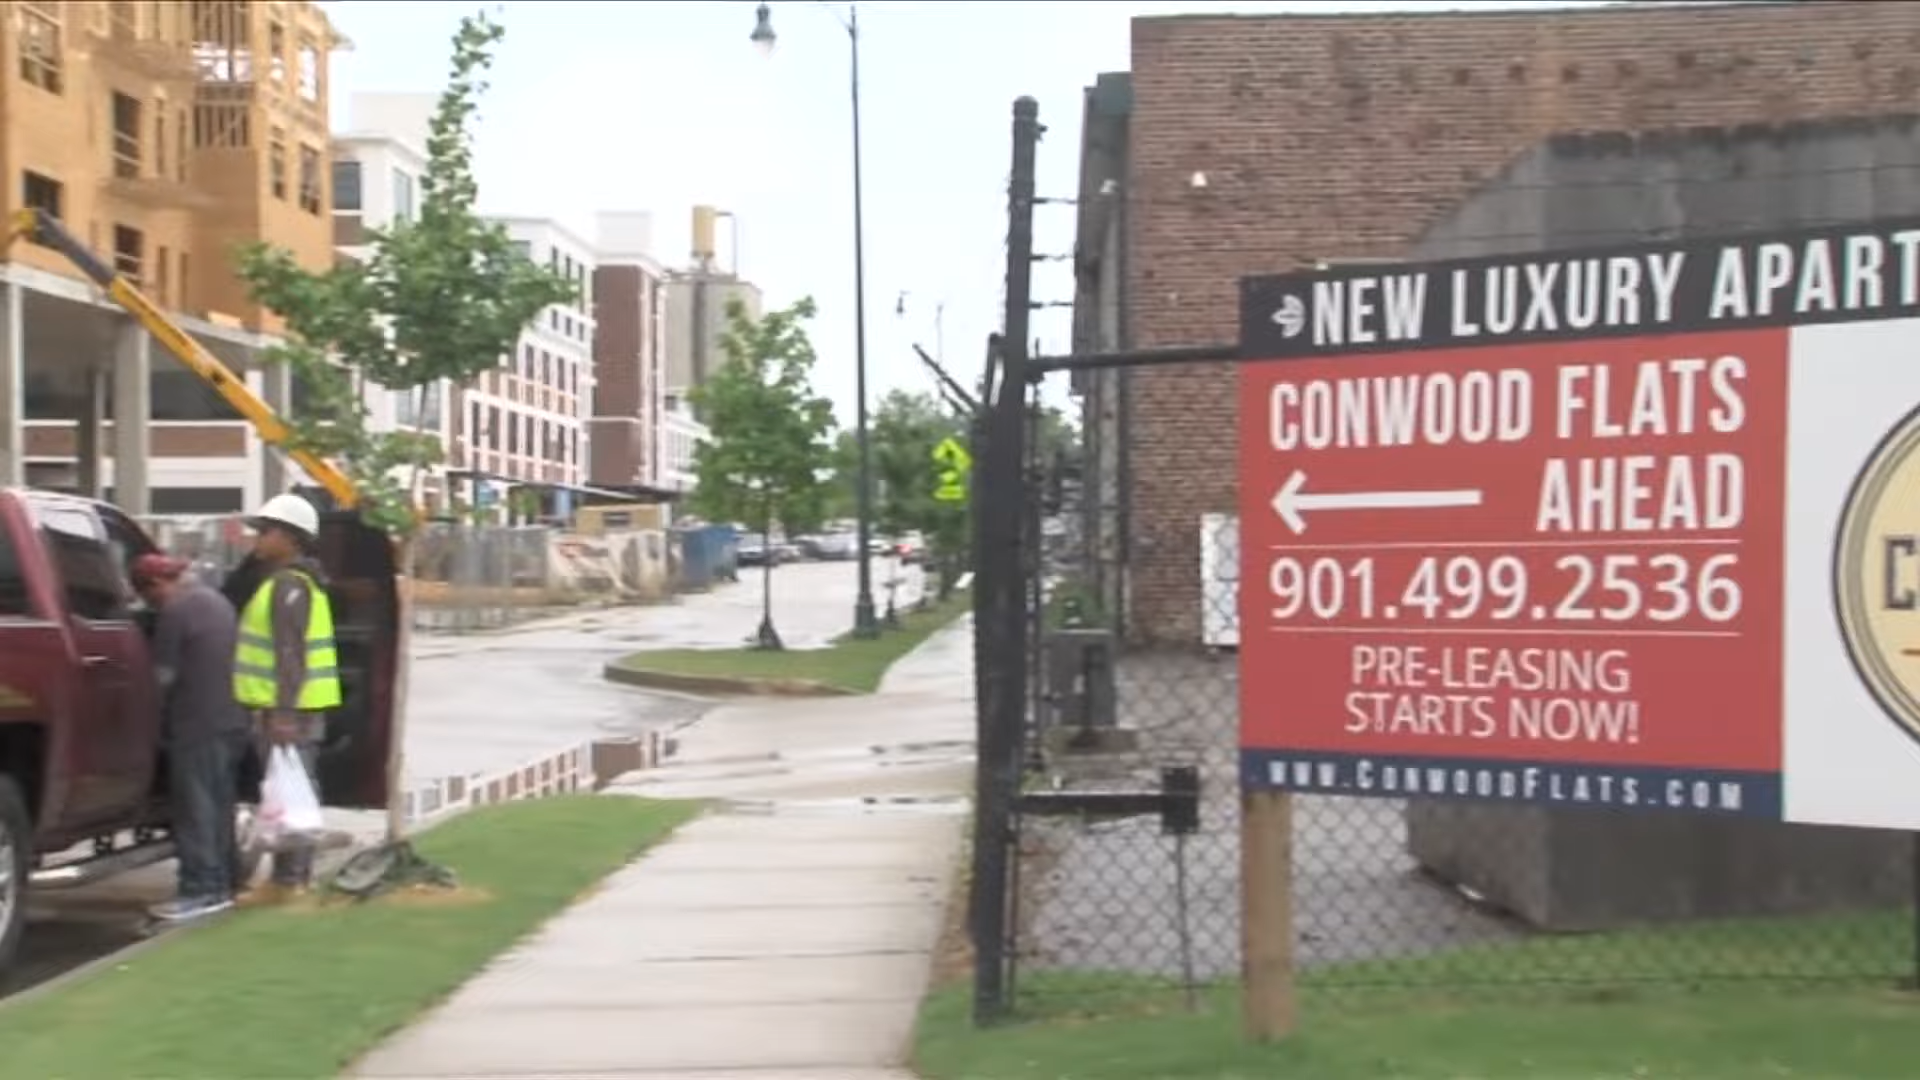 NEW LUXURY APART
CONWOOD FLATS
AHEAD
901.499.2536
PRE-LEASING
STARTS NOW!
WWW.CONWOODFLATS.COM
C